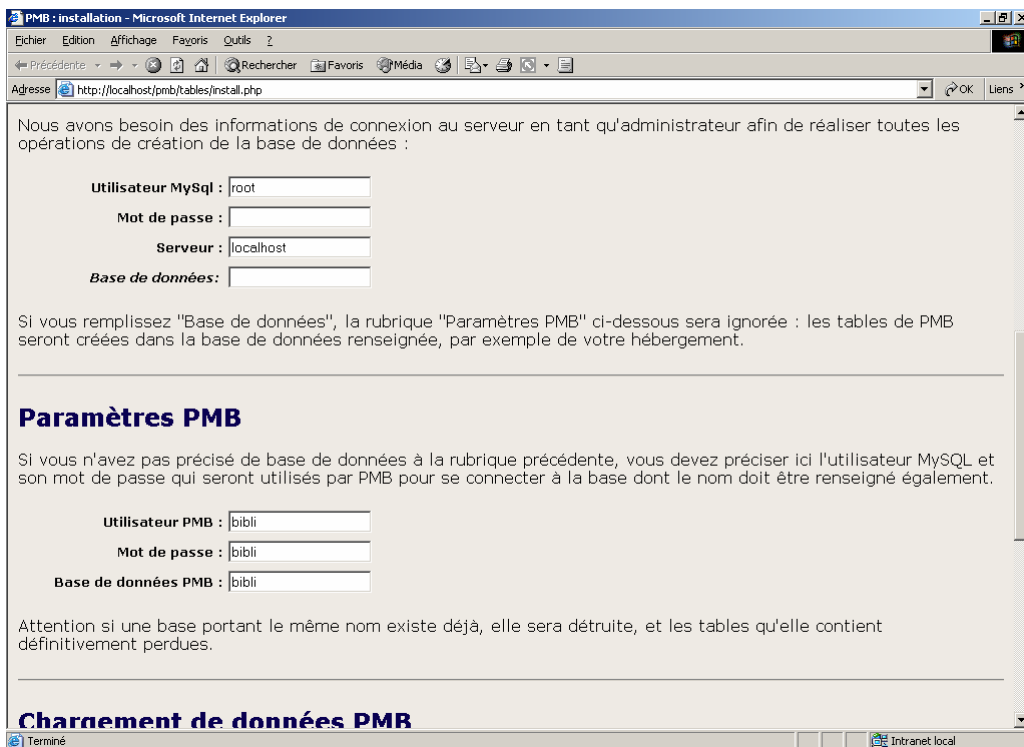 PMB : installation - Microsoft Internet Explorer
Fichier Edition Affichage Favoris Outils ?
Précédente Rechercher Favoris Média
Adresse http://localhost/pmb/tables/install.php OK Liens
Nous avons besoin des informations de connexion au serveur en tant qu'administrateur afin de réaliser toutes les
opérations de création de la base de données :
Utilisateur MySql : root
Mot de passe :
Serveur : localhost
Base de données:
Si vous remplissez "Base de données", la rubrique "Paramètres PMB" ci-dessous sera ignorée : les tables de PMB
seront créées dans la base de données renseignée, par exemple de votre hébergement.
Paramètres PMB
Si vous n'avez pas précisé de base de données à la rubrique précédente, vous devez préciser ici l'utilisateur MySQL et
son mot de passe qui seront utilisés par PMB pour se connecter à la base dont le nom doit être renseigné également.
Utilisateur PMB : bibli
Mot de passe : bibli
Base de données PMB : bibli
Attention si une base portant le même nom existe déjà, elle sera détruite, et les tables qu'elle contient
définitivement perdues.
Chargement de données PMB
Terminé Intranet local